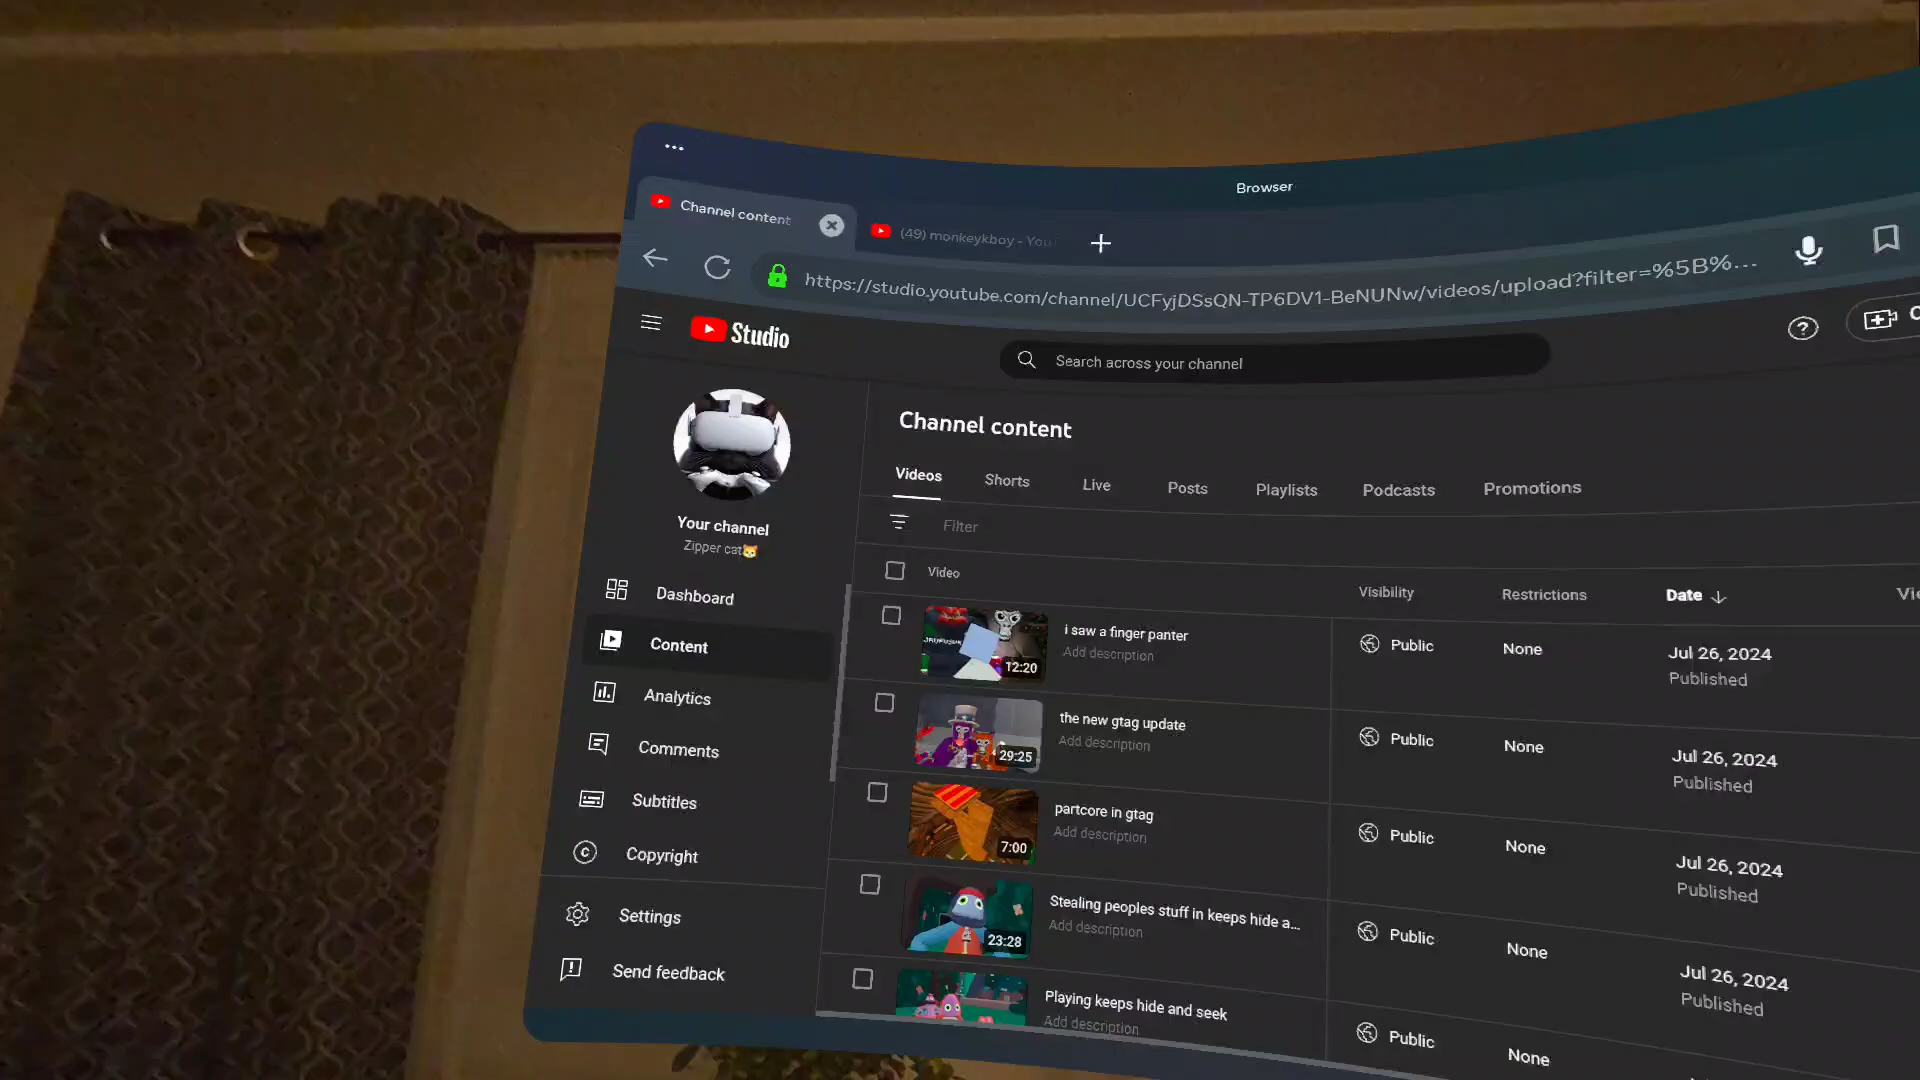 Browser
Channel content
(49) monkeykboy - You
https://studio.youtube.com/channel/UCFyjDSsQN-TP6DV1-BeNUNw/videos/upload?filter=%5B%...
Studio
Search across your channel
Your channel
Zipper cat🐱
Dashboard
Content
Analytics
Comments
Subtitles
Copyright
Settings
Send feedback
Channel content
Videos Shorts Live Posts Playlists Podcasts Promotions
Filter
Video Visibility Restrictions Date
i saw a finger panter
Add description
12:20
Public None Jul 26, 2024
Published
the new gtag update
Add description
29:25
Public None Jul 26, 2024
Published
partcore in gtag
Add description
7:00
Public None Jul 26, 2024
Published
Stealing peoples stuff in keeps hide a...
Add description
23:28
Public None Jul 26, 2024
Published
Playing keeps hide and seek
Add description
Public None